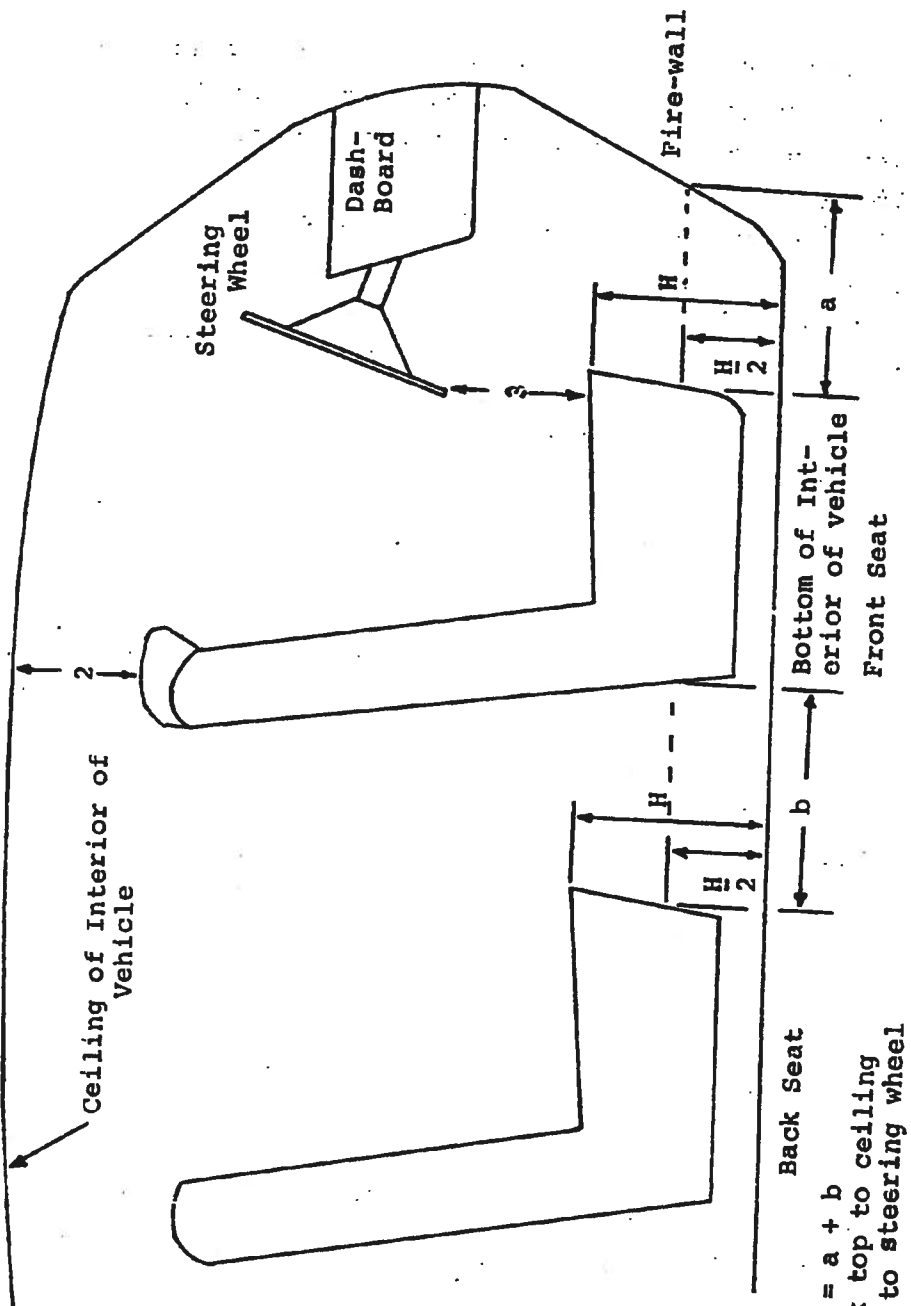 Ceiling of Interior of
Vehicle
2
Steering
Wheel
Dash-
Board
Fire-wall
3
H
H
2
a
H
H
2
b
Bottom of Int-
erior of vehicle
Front Seat
Back Seat
= a + b
top to ceiling
to steering wheel